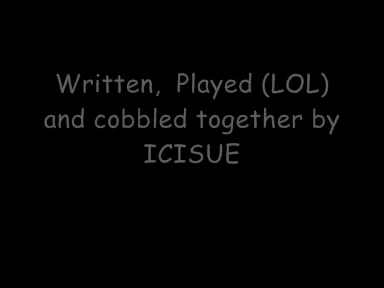 Written,  Played (LOL)
and cobbled together by
ICISUE